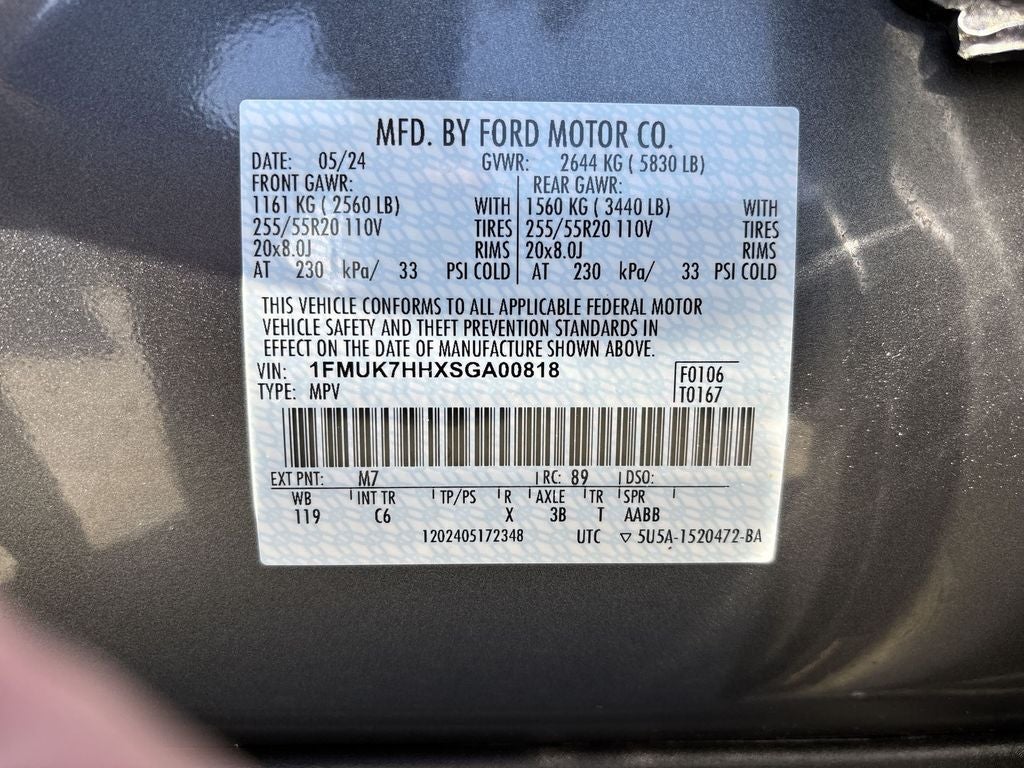 MFD. BY FORD MOTOR CO.
DATE: 05/24 GVWR: 2644 KG ( 5830 LB)
FRONT GAWR: REAR GAWR:
1161 KG ( 2560 LB) WITH 1560 KG ( 3440 LB) WITH
255/55R20 110V TIRES 255/55R20 110V TIRES
20x8.0J RIMS 20x8.0J RIMS
AT 230 kPa/ 33 PSI COLD AT 230 kPa/ 33 PSI COLD
THIS VEHICLE CONFORMS TO ALL APPLICABLE FEDERAL MOTOR
VEHICLE SAFETY AND THEFT PREVENTION STANDARDS IN
EFFECT ON THE DATE OF MANUFACTURE SHOWN ABOVE.
VIN: 1FMUK7HHXSGA00818 F0106
TYPE: MPV T0167
EXT PNT: M7 RC: 89 DSO:
WB INT TR TP/PS R AXLE TR SPR
119 C6 X 3B T AABB
1202405172348 UTC ▽ 5U5A-1520472-BA